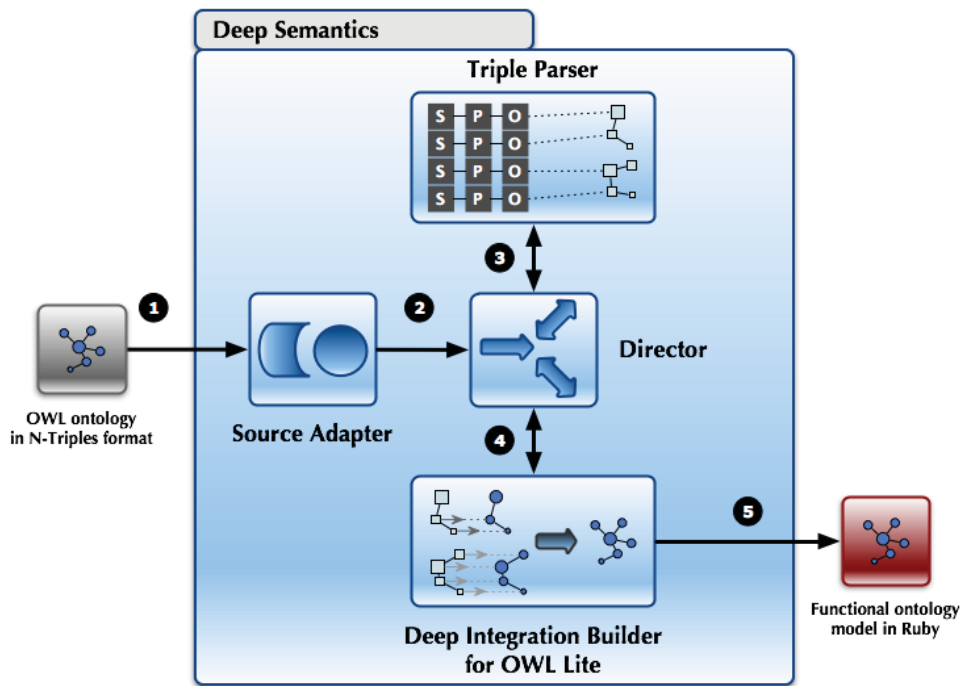 Deep Semantics
Triple Parser
S P O
S P O
S P O
S P O
3
1
2
Director
OWL ontology
in N-Triples format
Source Adapter
4
5
Functional ontology
model in Ruby
Deep Integration Builder
for OWL Lite